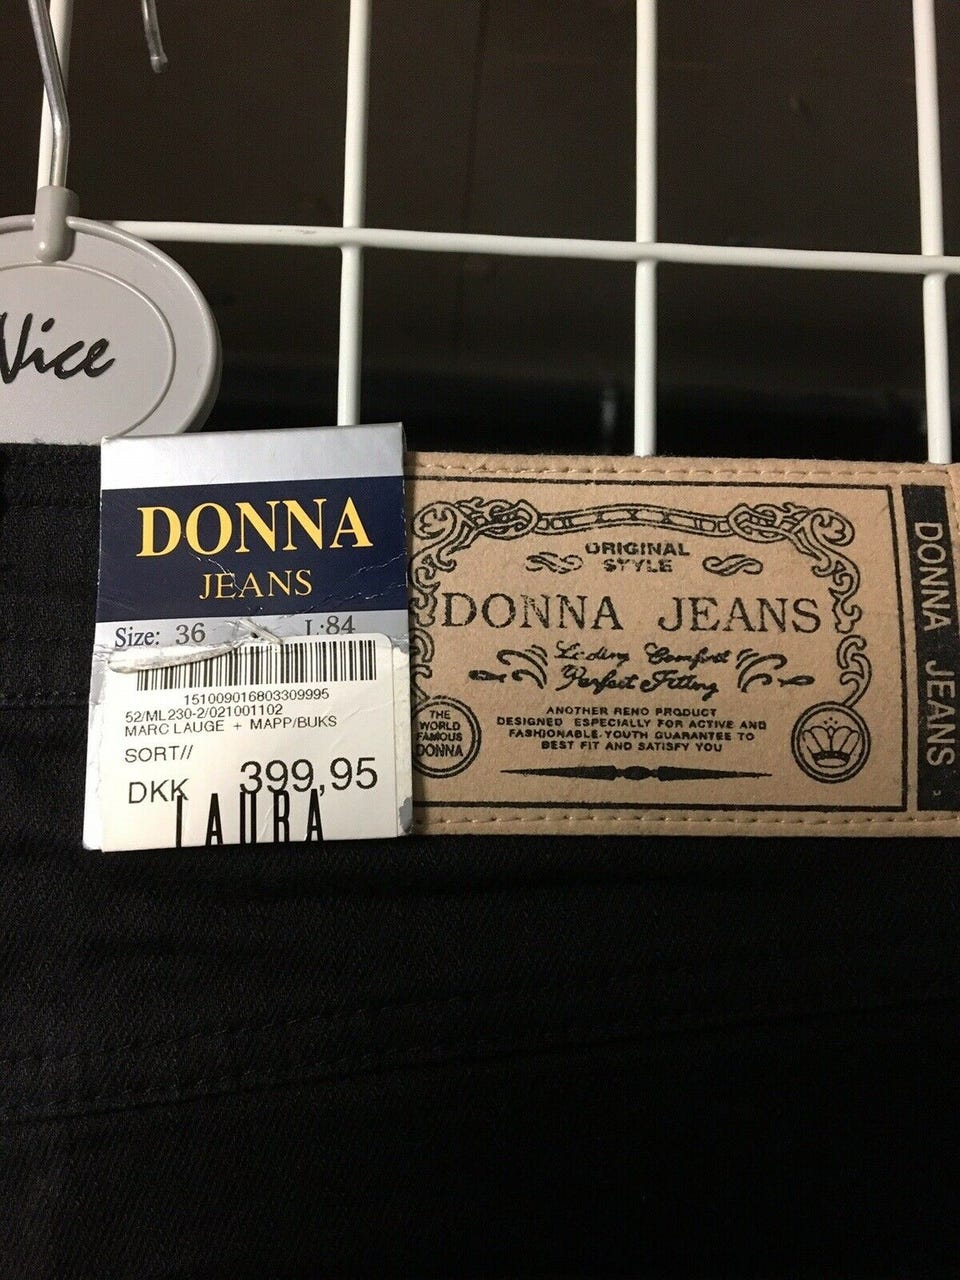 Nice
DONNA
JEANS
Size: 36 L:84
151009016803309995
52/ML230-2/021001102
MARC LAUGE + MAPP/BUKS
SORT//
DKK 399,95
LAURA
ORIGINAL
STYLE
DONNA JEANS
Perfect Fitting
ANOTHER RENO PRODUCT
DESIGNED ESPECIALLY FOR ACTIVE AND
FASHIONABLE. YOUTH GUARANTEE TO
BEST FIT AND SATISFY YOU
THE
WORLD
FAMOUS
DONNA
DONNA JEANS